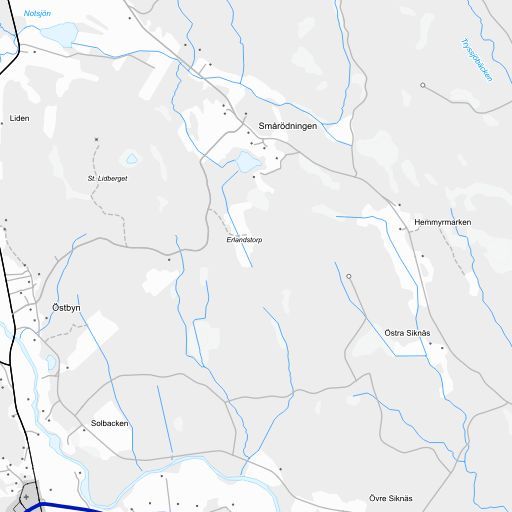 Notsjön
Tryssjöbäcken
Liden
Smårödningen
St. Lidberget
Hemmyrmarken
Erlandstorp
Östbyn
Östra Siknäs
Solbacken
Övre Siknäs